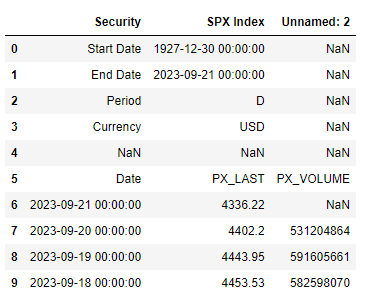 Security SPX Index Unnamed: 2
0 Start Date 1927-12-30 00:00:00 NaN
1 End Date 2023-09-21 00:00:00 NaN
2 Period D NaN
3 Currency USD NaN
4 NaN NaN NaN
5 Date PX_LAST PX_VOLUME
6 2023-09-21 00:00:00 4336.22 NaN
7 2023-09-20 00:00:00 4402.2 531204864
8 2023-09-19 00:00:00 4443.95 591605661
9 2023-09-18 00:00:00 4453.53 582598070